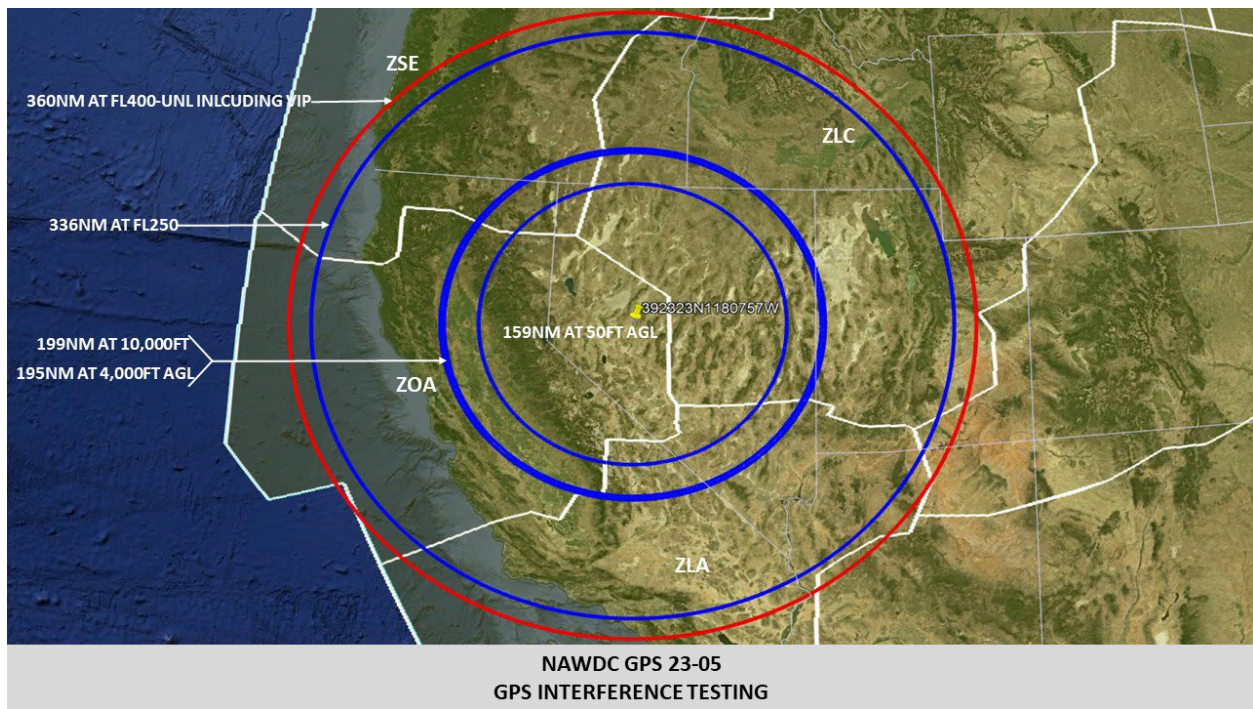 ZSE
360NM AT FL400-UNL INLCUDING VIP
ZLC
336NM AT FL250
392323N1180757W
159NM AT 50FT AGL
199NM AT 10,000FT
195NM AT 4,000FT AGL
ZOA
ZLA
NAWDC GPS 23-05
GPS INTERFERENCE TESTING